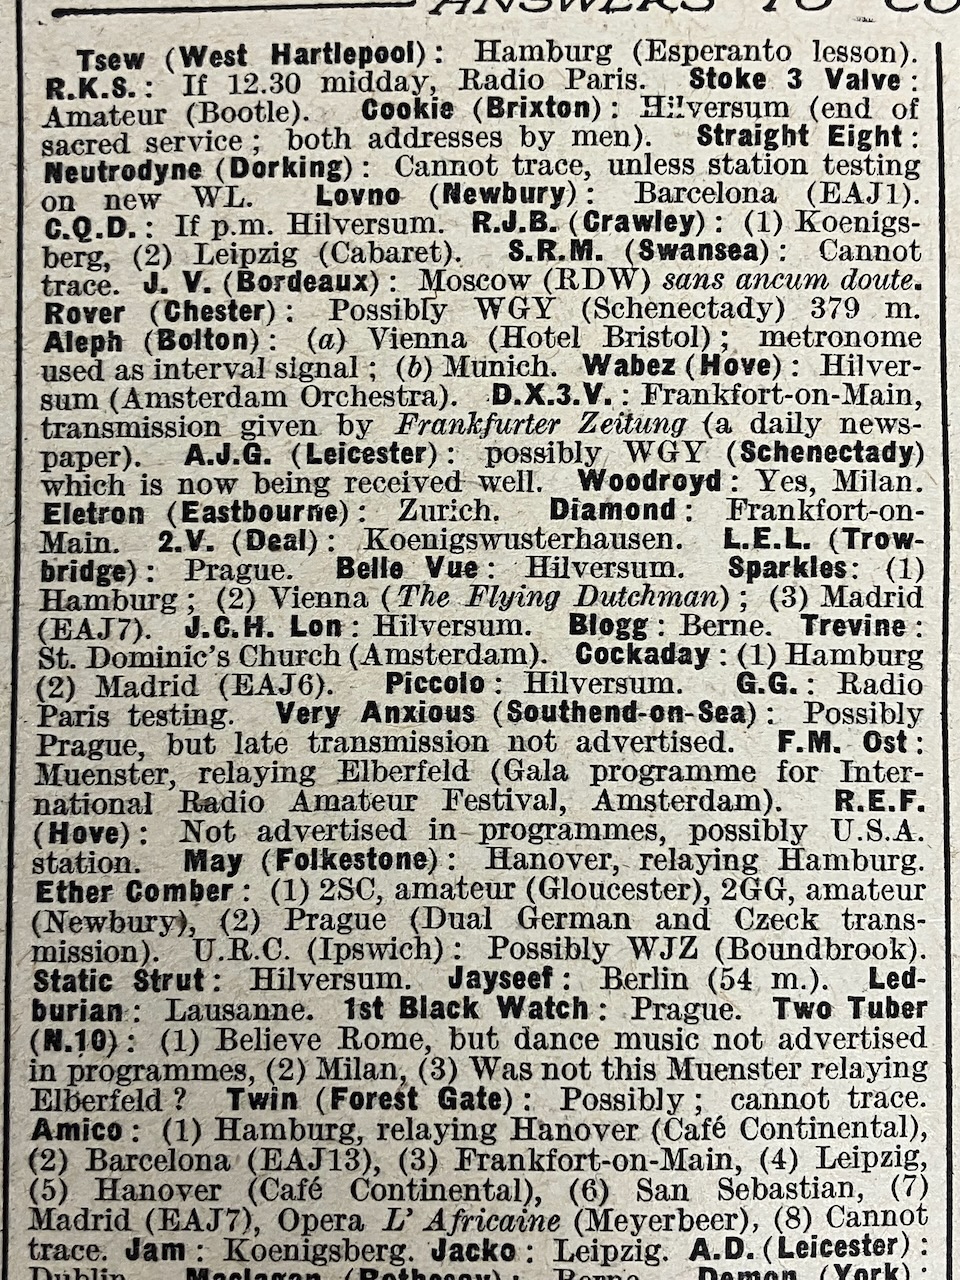 ANSWERS TO CO
Tsew (West Hartlepool): Hamburg (Esperanto lesson).
R.K.S.: If 12.30 midday, Radio Paris. Stoke 3 Valve:
Amateur (Bootle). Cookie (Brixton): Hilversum (end of
sacred service; both addresses by men). Straight Eight:
Neutrodyne (Dorking): Cannot trace, unless station testing
on new WL. Lovno (Newbury): Barcelona (EAJ1).
C.Q.D.: If p.m. Hilversum. R.J.B. (Crawley): (1) Koenigs-
berg, (2) Leipzig (Cabaret). S.R.M. (Swansea): Cannot
trace. J. V. (Bordeaux): Moscow (RDW) sans ancum doute.
Rover (Chester): Possibly WGY (Schenectady) 379 m.
Aleph (Bolton): (a) Vienna (Hotel Bristol); metronome
used as interval signal; (b) Munich. Wabez (Hove): Hilver-
sum (Amsterdam Orchestra). D.X.3.V.: Frankfort-on-Main,
transmission given by Frankfurter Zeitung (a daily news-
paper). A.J.G. (Leicester): possibly WGY (Schenectady)
which is now being received well. Woodroyd: Yes, Milan.
Eletron (Eastbourne): Zurich. Diamond: Frankfort-on-
Main. 2.V. (Deal): Koenigswusterhausen. L.E.L. (Trow-
bridge): Prague. Belle Vue: Hilversum. Sparkles: (1)
Hamburg; (2) Vienna (The Flying Dutchman); (3) Madrid
(EAJ7). J.C.H. Lon: Hilversum. Blogg: Berne. Trevine:
St. Dominic's Church (Amsterdam). Cockaday: (1) Hamburg
(2) Madrid (EAJ6). Piccolo: Hilversum. G.G.: Radio
Paris testing. Very Anxious (Southend-on-Sea): Possibly
Prague, but late transmission not advertised. F.M. Ost:
Muenster, relaying Elberfeld (Gala programme for Inter-
national Radio Amateur Festival, Amsterdam). R.E.F.
(Hove): Not advertised in programmes, possibly U.S.A.
station. May (Folkestone): Hanover, relaying Hamburg.
Ether Comber: (1) 2SC, amateur (Gloucester), 2GG, amateur
(Newbury), (2) Prague (Dual German and Czeck trans-
mission). U.R.C. (Ipswich): Possibly WJZ (Boundbrook).
Static Strut: Hilversum. Jayseef: Berlin (54 m.). Led-
burian: Lausanne. 1st Black Watch: Prague. Two Tuber
(N.10): (1) Believe Rome, but dance music not advertised
in programmes, (2) Milan, (3) Was not this Muenster relaying
Elberfeld? Twin (Forest Gate): Possibly; cannot trace.
Amico: (1) Hamburg, relaying Hanover (Café Continental),
(2) Barcelona (EAJ13), (3) Frankfort-on-Main, (4) Leipzig,
(5) Hanover (Café Continental), (6) San Sebastian, (7)
Madrid (EAJ7), Opera L' Africaine (Meyerbeer), (8) Cannot
trace. Jam: Koenigsberg. Jacko: Leipzig. A.D. (Leicester):
Dublin. Maclagan (Rothesay): Berne. Demon (York):